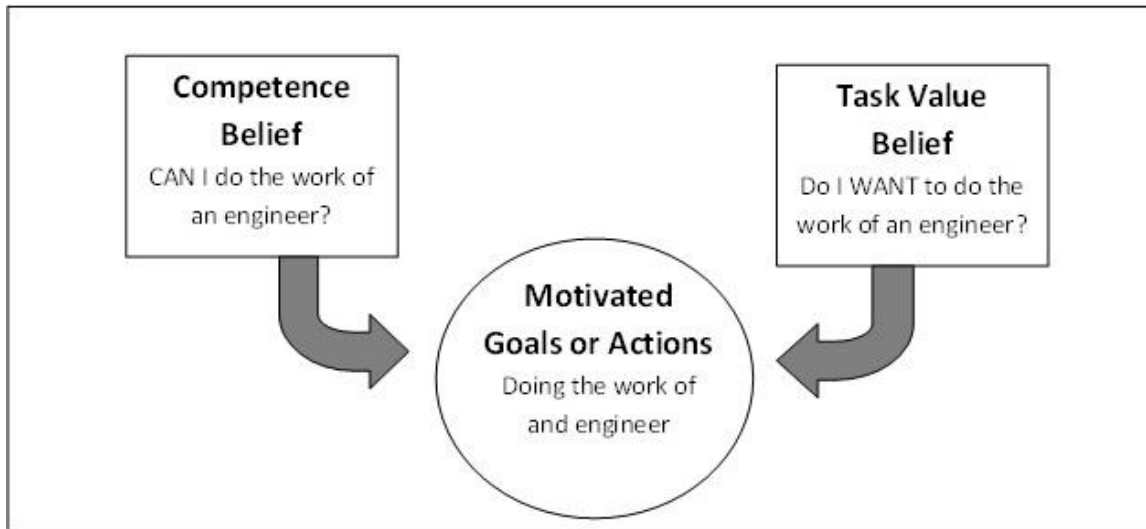 Competence
Belief
CAN I do the work of
an engineer?
Task Value
Belief
Do I WANT to do the
work of an engineer?
Motivated
Goals or Actions
Doing the work of
and engineer